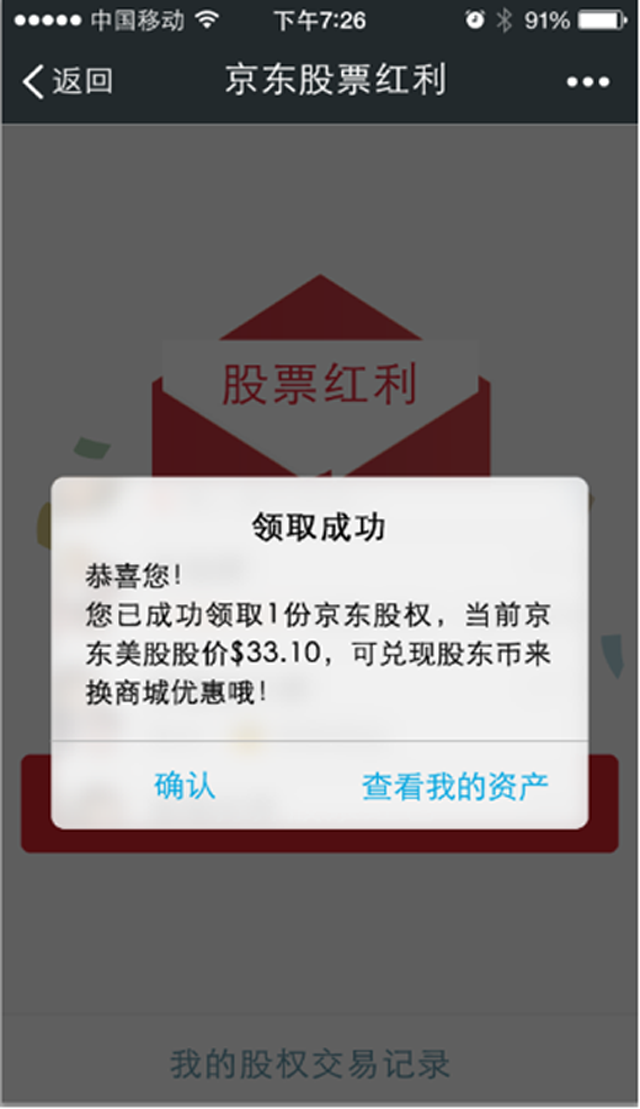 中国移动 下午7:26 91%
返回 京东股票红利
股票红利
领取成功
恭喜您!
您已成功领取1份京东股权，当前京
东美股股价$33.10，可兑现股东币来
换商城优惠哦!
确认 查看我的资产
我的股权交易记录